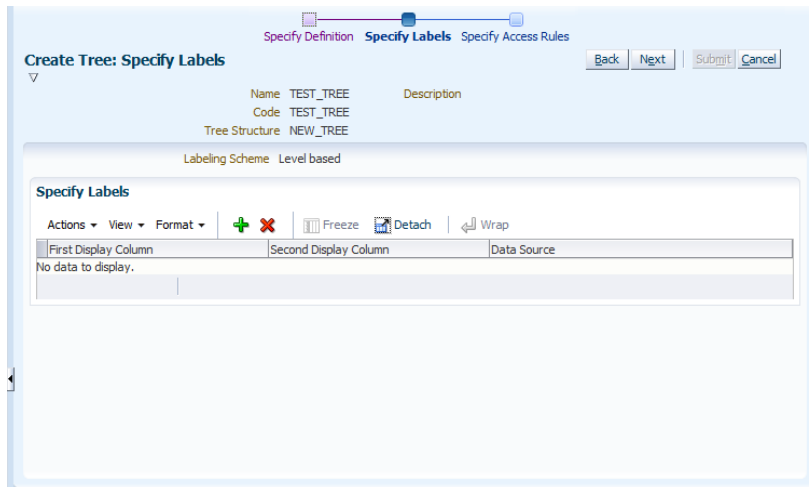 Specify Definition Specify Labels Specify Access Rules
Create Tree: Specify Labels Back Next Submit Cancel
Name TEST_TREE Description
Code TEST_TREE
Tree Structure NEW_TREE
Labeling Scheme Level based
Specify Labels
Actions View Format Freeze Detach Wrap
First Display Column Second Display Column Data Source
No data to display.